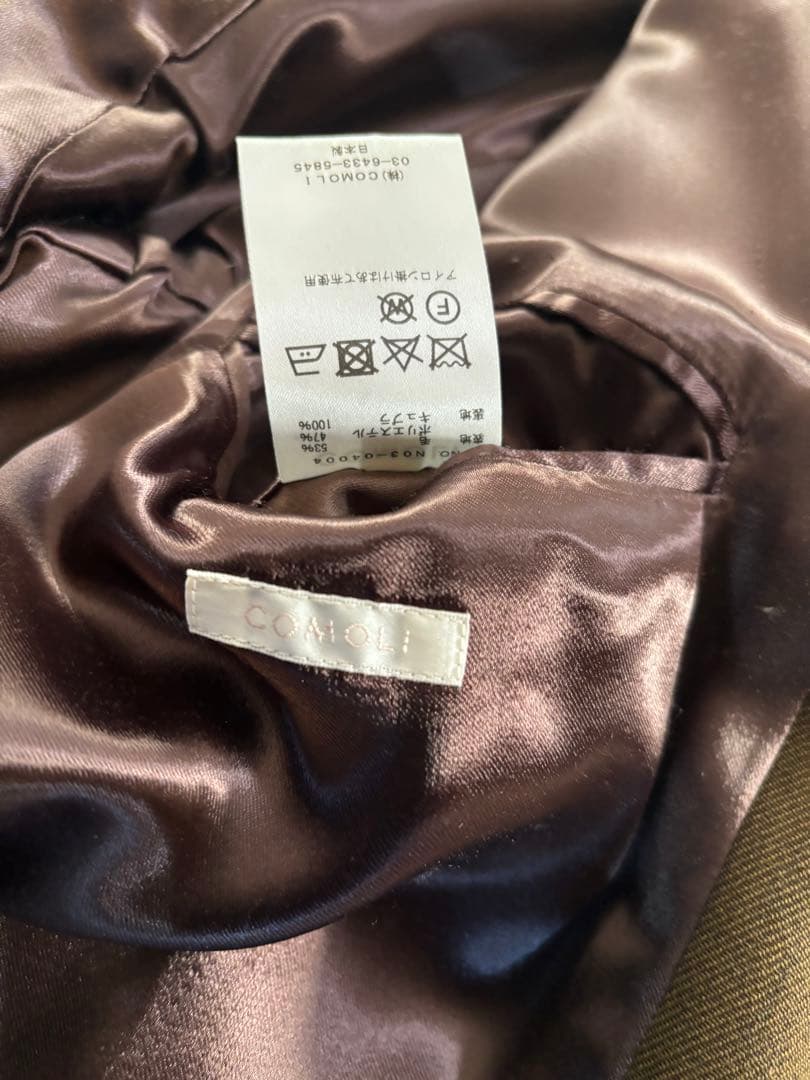 NO N03-04004
表地 毛 53%
ポリエステル 47%
裏地 キュプラ 100%
F W
アイロン掛けはあて布使用
(株)COMOLI
03-6433-5845
日本製
COMOLI